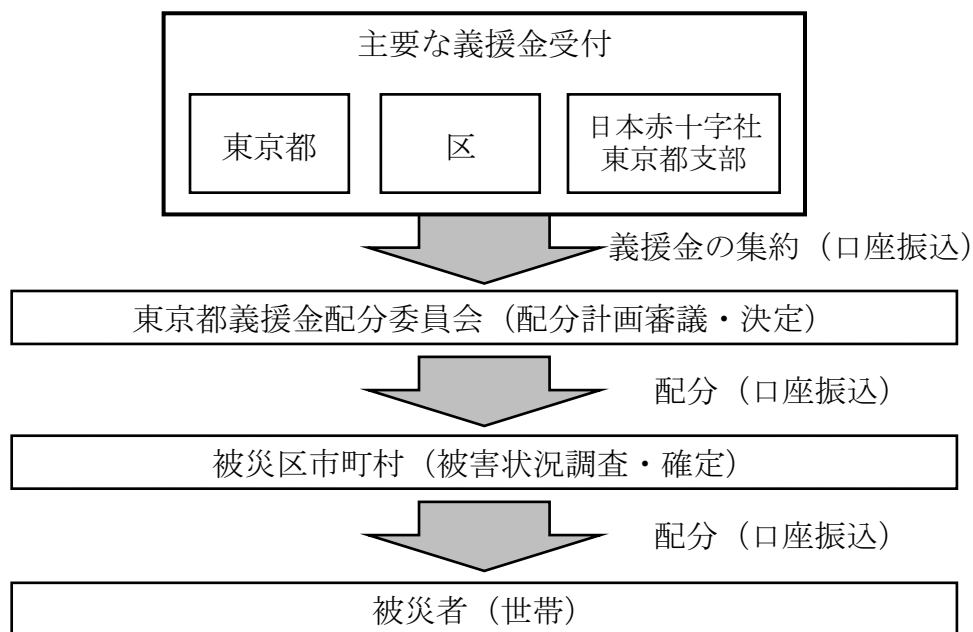 主要な義援金受付
東京都
区
日本赤十字社
東京都支部
義援金の集約（口座振込）
東京都義援金配分委員会（配分計画審議・決定）
配分（口座振込）
被災区市町村（被害状況調査・確定）
配分（口座振込）
被災者（世帯）